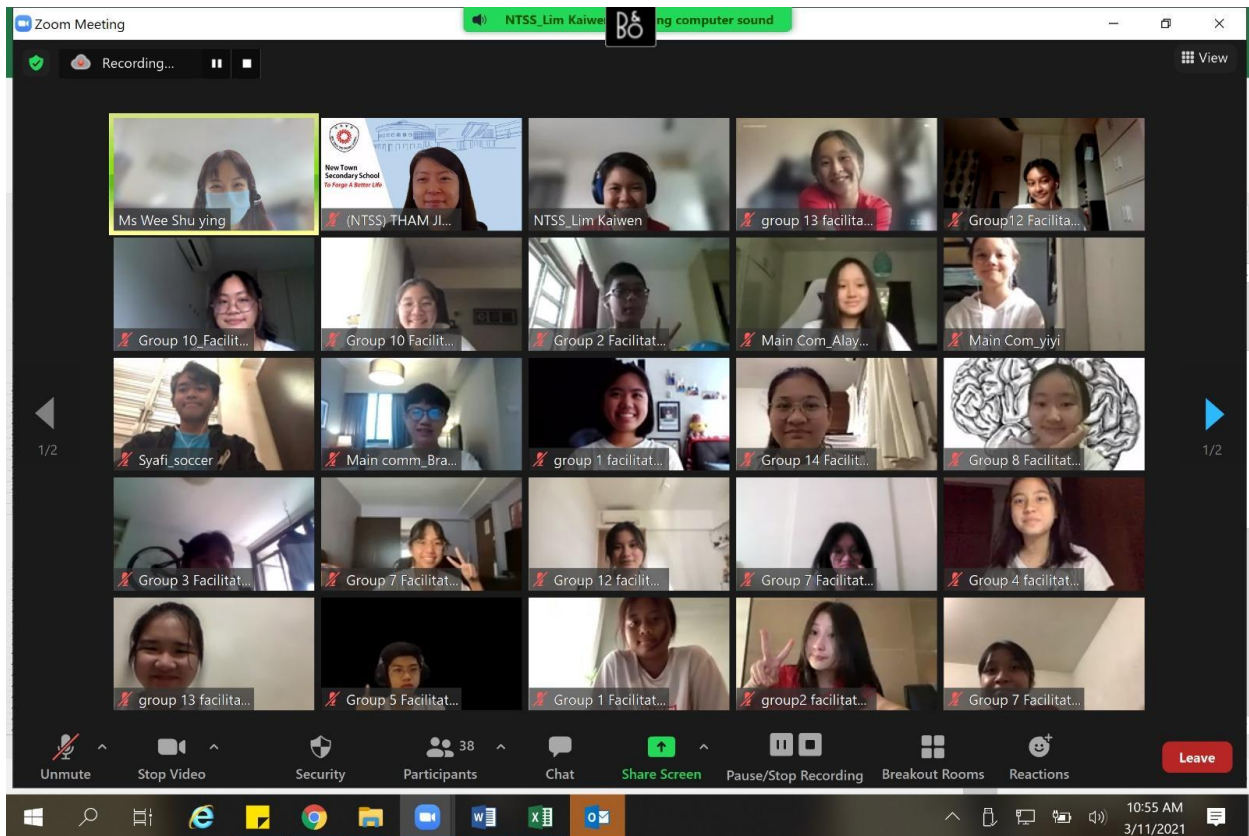 Zoom Meeting
NTSS_Lim Kaiwe
ng computer sound
B&O
Recording...
View
New Town
Secondary School
To Forge A Better Life
Ms Wee Shu ying
(NTSS) THAM JI...
NTSS_Lim Kaiwen
group 13 facilita...
Group12 Facilita...
Group 10_Facilit...
Group 10 Facilit...
Group 2 Facilitat...
Main Com_Alay...
Main Com_yiyi
Syafi_soccer
Main comm_Bra...
group 1 facilitat...
Group 14 Facilit...
Group 8 Facilitat...
1/2
1/2
Group 3 Facilitat...
Group 7 Facilitat...
Group 12 facilit...
Group 7 Facilitat...
Group 4 facilitat...
group 13 facilita...
Group 5 Facilitat...
Group 1 Facilitat...
group2 facilitat...
Group 7 Facilitat...
38
Unmute
Stop Video
Security
Participants
Chat
Share Screen
Pause/Stop Recording
Breakout Rooms
Reactions
Leave
10:55 AM
3/11/2021